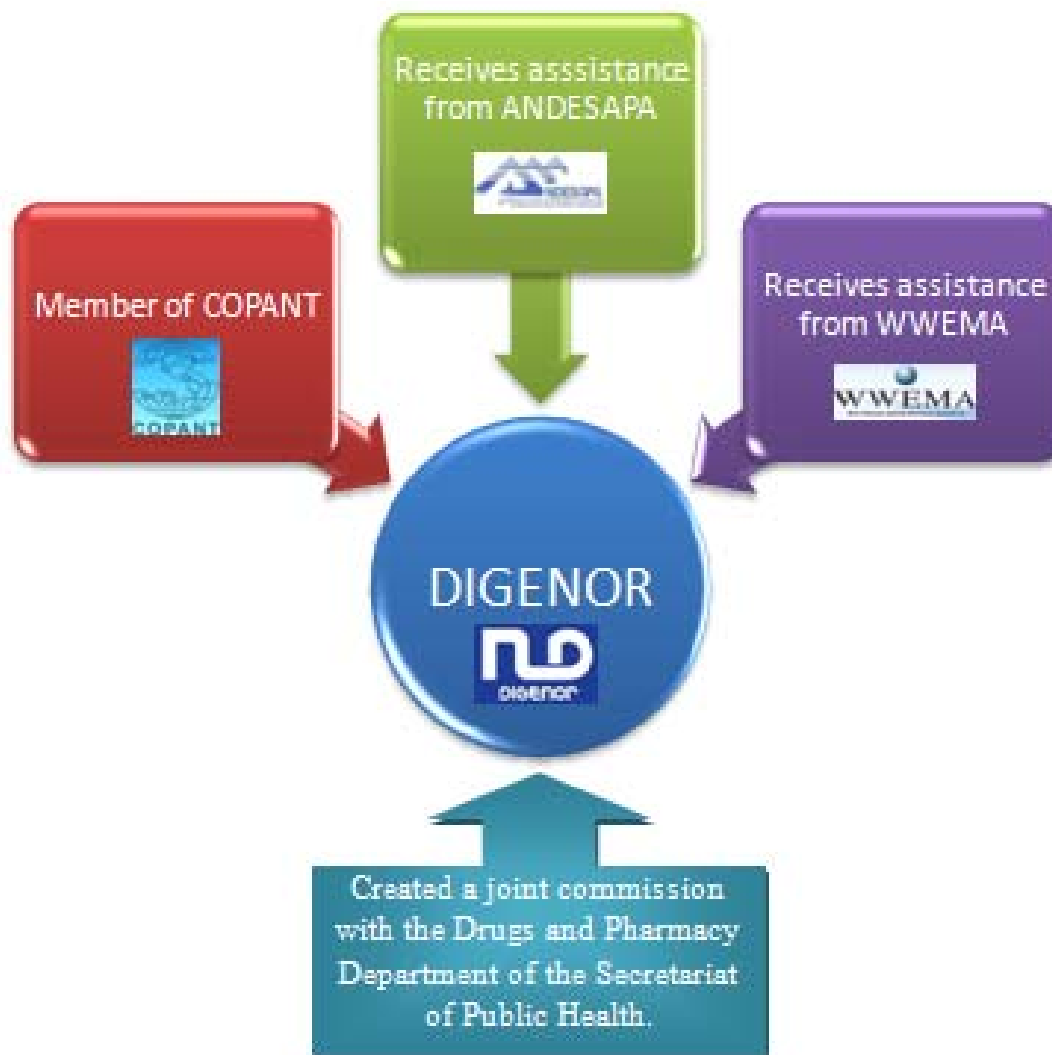 Receives asssistance
from ANDESAPA
NDESAPA
Member of COPANT
COPANT
Receives assistance
from WWEMA
WWEMA
DIGENOR
DIGENOR
Created a joint commission
with the Drugs and Pharmacy
Department of the Secretariat
of Public Health.